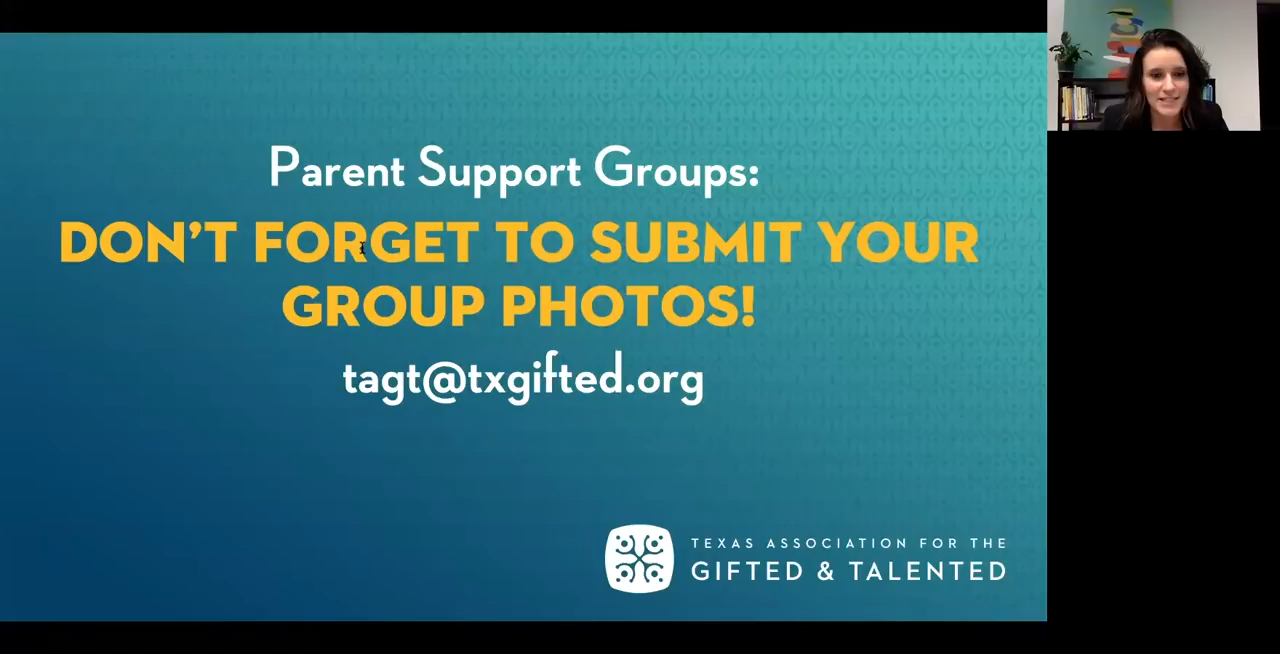 Parent Support Groups:
DON'T FORGET TO SUBMIT YOUR
GROUP PHOTOS!
tagt@txgifted.org
TEXAS ASSOCIATION FOR THE
GIFTED & TALENTED